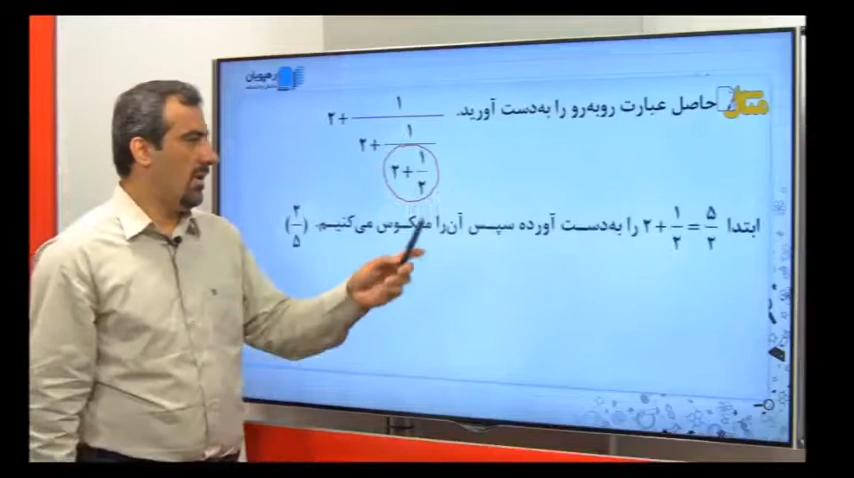 رهپویان
مثال حاصل عبارت روبه‌رو را به‌دست آورید.
۲+۱/(۲+۱/(۲+۱/۲))
ابتدا ۲+۱/۲=۵/۲ را به‌دست آورده سپس آن‌را معکوس می‌کنیم. (۲/۵)